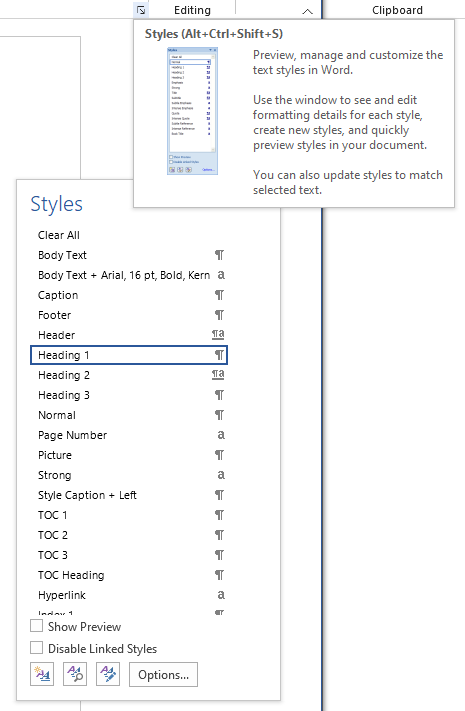 Editing
Clipboard
Styles (Alt+Ctrl+Shift+S)
Preview, manage and customize the
text styles in Word.
Use the window to see and edit
formatting details for each style,
create new styles, and quickly
preview styles in your document.
You can also update styles to match
selected text.
Styles
Clear All
Body Text ¶
Body Text + Arial, 16 pt, Bold, Kern a
Caption ¶
Footer ¶
Header ¶a
Heading 1 ¶
Heading 2 ¶a
Heading 3 ¶
Normal ¶
Page Number a
Picture ¶
Strong a
Style Caption + Left ¶
TOC 1 ¶
TOC 2 ¶
TOC 3 ¶
TOC Heading ¶
Hyperlink a
Index 1 ¶
Show Preview
Disable Linked Styles
Options...